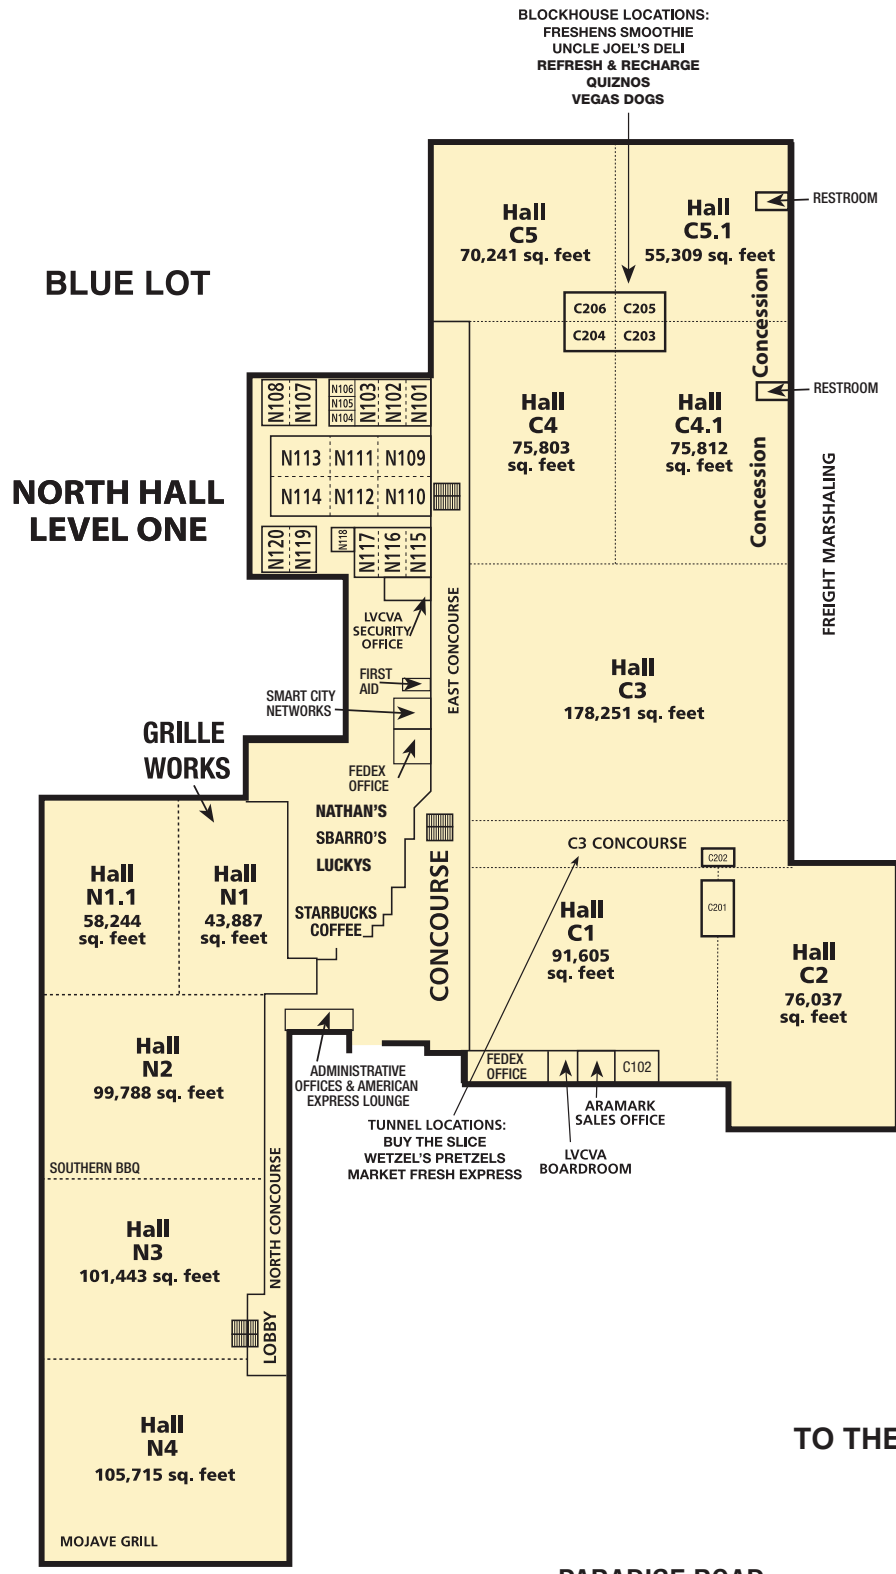 BLOCKHOUSE LOCATIONS:
FRESHENS SMOOTHIE
UNCLE JOEL'S DELI
REFRESH & RECHARGE
QUIZNOS
VEGAS DOGS
Hall
C5
70,241 sq. feet
Hall
C5.1
55,309 sq. feet
RESTROOM
BLUE LOT
C206
C205
C204
C203
Concession
RESTROOM
N108
N107
N106
N105
N104
N103
N102
N101
Hall
C4
75,803
sq. feet
Hall
C4.1
75,812
sq. feet
Concession
NORTH HALL
LEVEL ONE
N113
N111
N109
N114
N112
N110
N120
N119
N118
N117
N116
N115
FREIGHT MARSHALING
LVCVA
SECURITY
OFFICE
EAST CONCOURSE
FIRST
AID
SMART CITY
NETWORKS
Hall
C3
178,251 sq. feet
GRILLE
WORKS
FEDEX
OFFICE
NATHAN'S
SBARRO'S
LUCKYS
STARBUCKS
COFFEE
CONCOURSE
C3 CONCOURSE
C202
C201
Hall
N1.1
58,244
sq. feet
Hall
N1
43,887
sq. feet
Hall
C1
91,605
sq. feet
Hall
C2
76,037
sq. feet
Hall
N2
99,788 sq. feet
ADMINISTRATIVE
OFFICES & AMERICAN
EXPRESS LOUNGE
FEDEX
OFFICE
C102
ARAMARK
SALES OFFICE
LVCVA
BOARDROOM
TUNNEL LOCATIONS:
BUY THE SLICE
WETZEL'S PRETZELS
MARKET FRESH EXPRESS
SOUTHERN BBQ
NORTH CONCOURSE
Hall
N3
101,443 sq. feet
LOBBY
Hall
N4
105,715 sq. feet
MOJAVE GRILL
TO THE
PARADISE ROAD